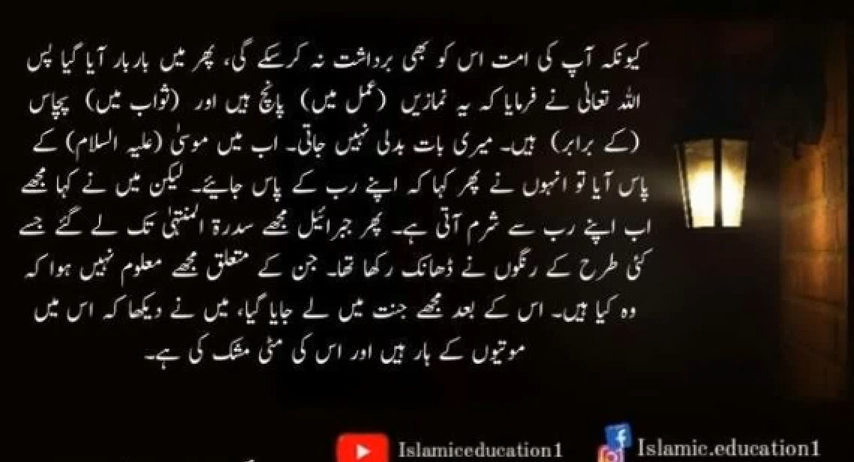 کیونکہ آپ کی امت اس کو بھی برداشت نہ کرسکے گی، پھر میں بار بار آیا گیا پس
اللہ تعالیٰ نے فرمایا کہ یہ نمازیں (عمل میں) پانچ ہیں اور (ثواب میں) پچاس
(کے برابر) ہیں۔ میری بات بدلی نہیں جاتی۔ اب میں موسیٰ (علیہ السلام) کے
پاس آیا تو انہوں نے پھر کہا کہ اپنے رب کے پاس جائیے۔ لیکن میں نے کہا مجھے
اب اپنے رب سے شرم آتی ہے۔ پھر جبرائیل مجھے سدرۃ المنتہیٰ تک لے گئے جسے
کئی طرح کے رنگوں نے ڈھانک رکھا تھا۔ جن کے متعلق مجھے معلوم نہیں ہوا کہ
وہ کیا ہیں۔ اس کے بعد مجھے جنت میں لے جایا گیا، میں نے دیکھا کہ اس میں
موتیوں کے ہار ہیں اور اس کی مٹی مشک کی ہے۔
Islamiceducation1 Islamic.education1